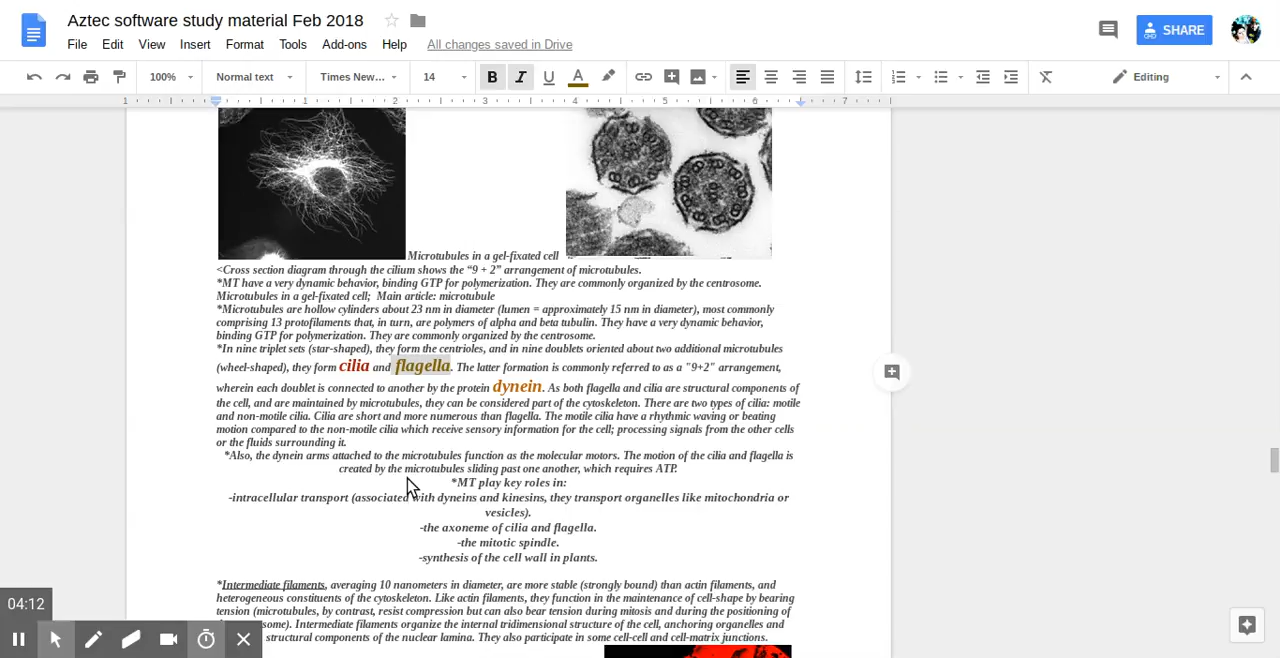 Aztec software study material Feb 2018
File Edit View Insert Format Tools Add-ons Help All changes saved in Drive
SHARE
100% Normal text Times New... 14 B I U A Editing
1 1 2 3 4 5 6 7
Microtubules in a gel-fixated cell
<Cross section diagram through the cilium shows the “9 + 2” arrangement of microtubules.
*MT have a very dynamic behavior, binding GTP for polymerization. They are commonly organized by the centrosome.
Microtubules in a gel-fixated cell; Main article: microtubule
*Microtubules are hollow cylinders about 23 nm in diameter (lumen = approximately 15 nm in diameter), most commonly
comprising 13 protofilaments that, in turn, are polymers of alpha and beta tubulin. They have a very dynamic behavior,
binding GTP for polymerization. They are commonly organized by the centrosome.
*In nine triplet sets (star-shaped), they form the centrioles, and in nine doublets oriented about two additional microtubules
(wheel-shaped), they form cilia and flagella. The latter formation is commonly referred to as a "9+2" arrangement,
wherein each doublet is connected to another by the protein dynein. As both flagella and cilia are structural components of
the cell, and are maintained by microtubules, they can be considered part of the cytoskeleton. There are two types of cilia: motile
and non-motile cilia. Cilia are short and more numerous than flagella. The motile cilia have a rhythmic waving or beating
motion compared to the non-motile cilia which receive sensory information for the cell; processing signals from the other cells
or the fluids surrounding it.
*Also, the dynein arms attached to the microtubules function as the molecular motors. The motion of the cilia and flagella is
created by the microtubules sliding past one another, which requires ATP.
*MT play key roles in:
-intracellular transport (associated with dyneins and kinesins, they transport organelles like mitochondria or
vesicles).
-the axoneme of cilia and flagella.
-the mitotic spindle.
-synthesis of the cell wall in plants.
*Intermediate filaments, averaging 10 nanometers in diameter, are more stable (strongly bound) than actin filaments, and
heterogeneous constituents of the cytoskeleton. Like actin filaments, they function in the maintenance of cell-shape by bearing
tension (microtubules, by contrast, resist compression but can also bear tension during mitosis and during the positioning of
some). Intermediate filaments organize the internal tridimensional structure of the cell, anchoring organelles and
structural components of the nuclear lamina. They also participate in some cell-cell and cell-matrix junctions.
04:12